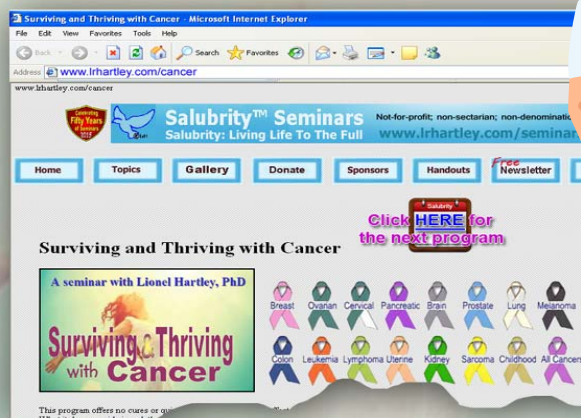 Surviving and Thriving with Cancer - Microsoft Internet Explorer
File Edit View Favorites Tools Help
Back Search Favorites
Address www.lrhartley.com/cancer
www.lrhartley.com/cancer
Celebrating Fifty Years of Seminars
Salubrity™ Seminars
Not-for-profit; non-sectarian;
Salubrity: Living Life To The Full
www.lrhartley.com/seminar
Home Topics Gallery Donate Sponsors Handouts Free Newsletter
Salubrity
Click HERE for
the next program
Surviving and Thriving with Cancer
A seminar with Lionel Hartley, PhD
Surviving & Thriving
with Cancer
Breast Ovarian Cervical Pancreatic Brain Prostate Lung Melanoma
Colon Leukemia Lymphoma Uterine Kidney Sarcoma Childhood All Cancers
This program offers no cures or